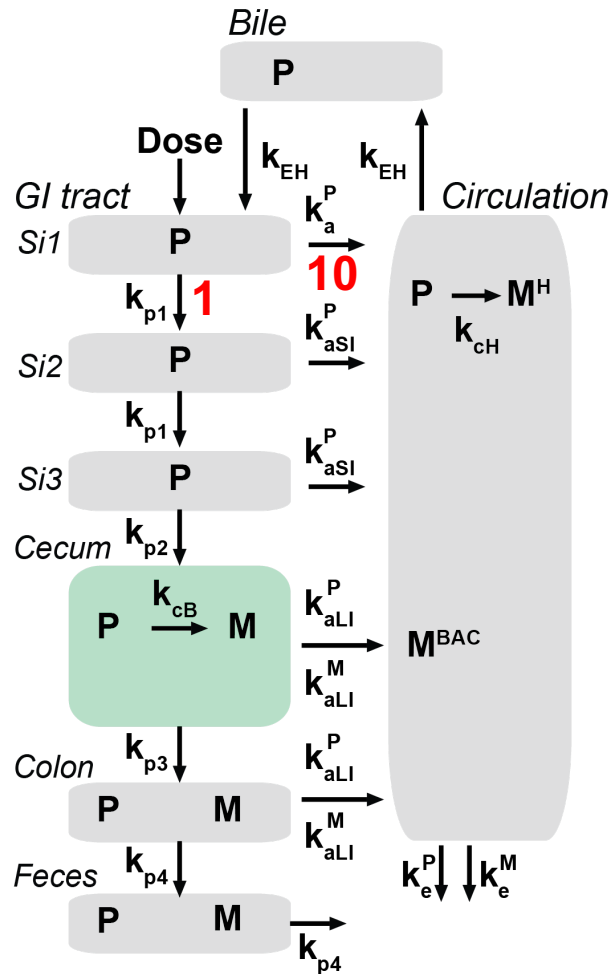 Bile
P
Dose
k_EH
k_EH
GI tract
Circulation
Si1
P
k_a^P
10
k_p1
1
P
M^H
k_cH
k_aSI^P
Si2
P
k_p1
k_aSI^P
Si3
P
k_p2
Cecum
k_cB
P
M
k_aLI^P
k_aLI^M
M^BAC
k_p3
k_aLI^P
Colon
P
M
k_aLI^M
k_p4
k_e^P
k_e^M
Feces
P
M
k_p4